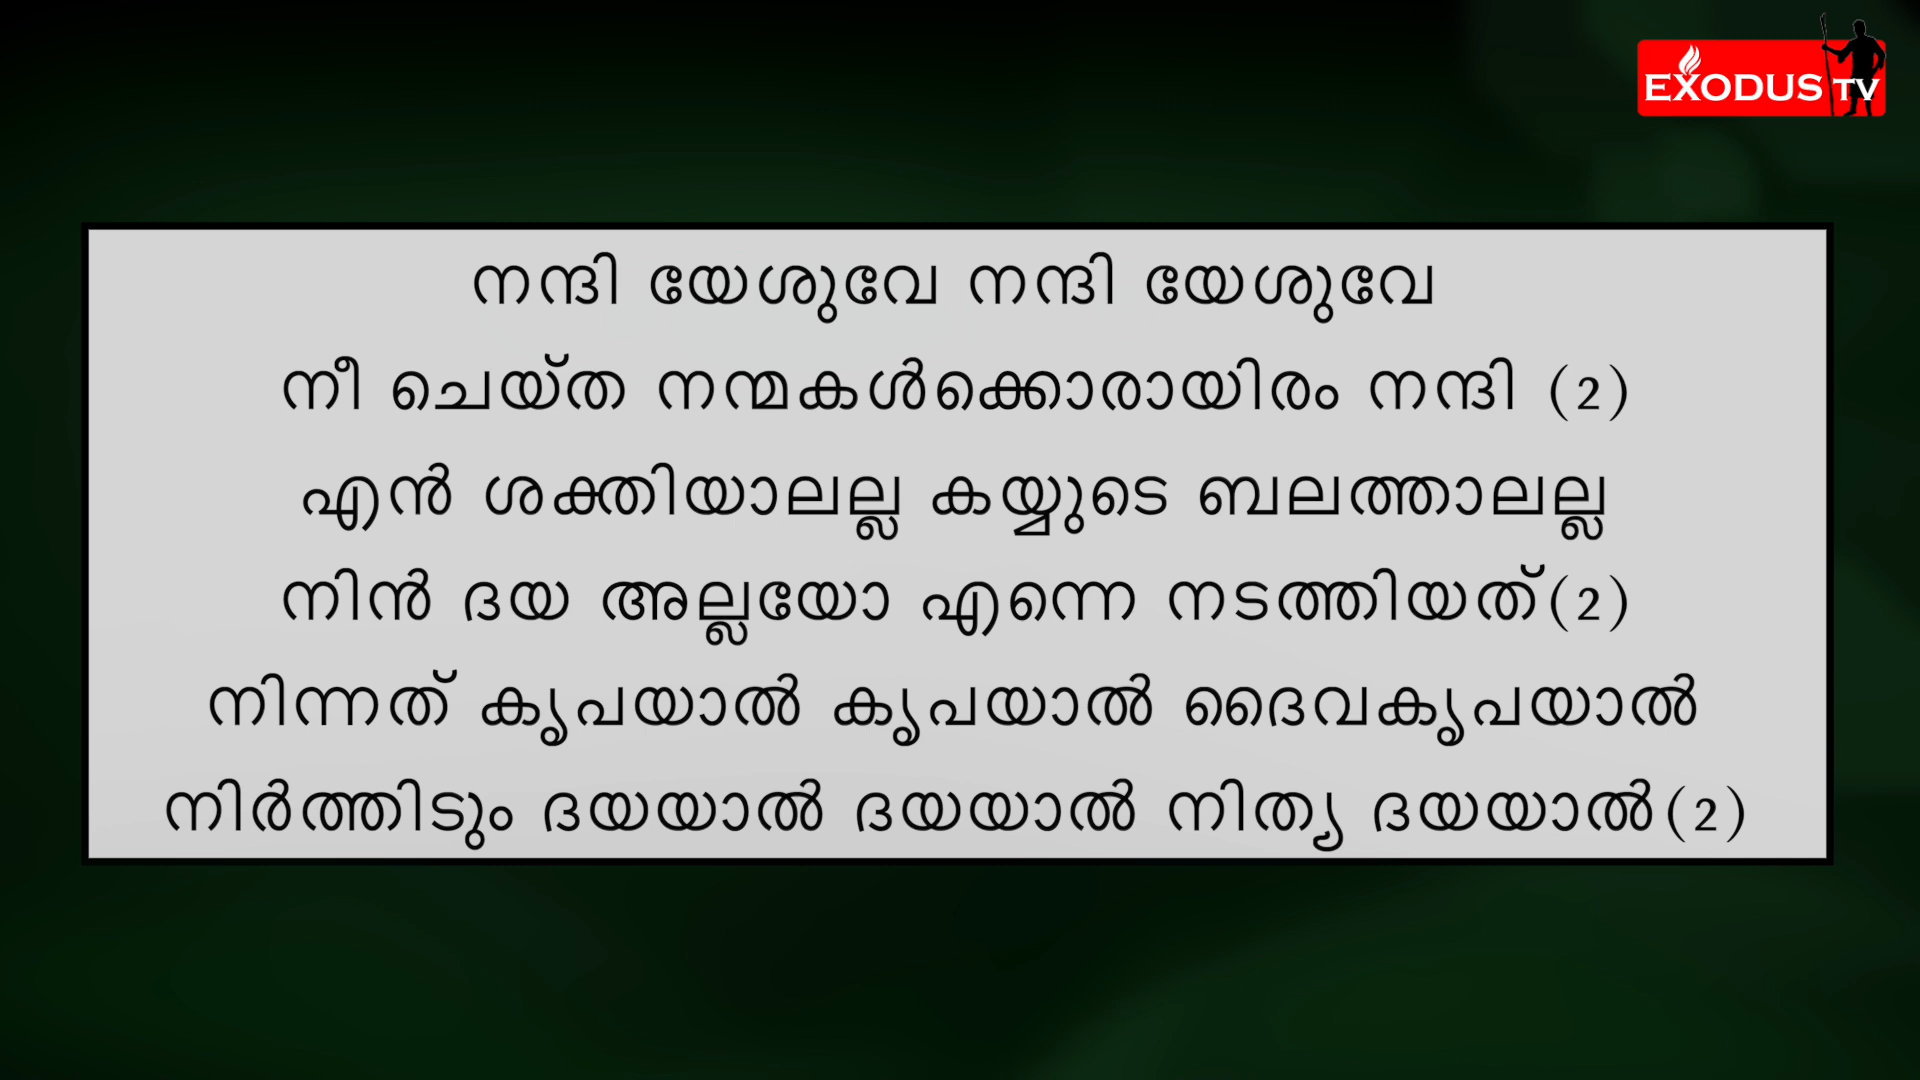 EXODUS TV
നന്ദി യേശുവേ നന്ദി യേശുവേ
നീ ചെയ്ത നന്മകൾക്കൊരായിരം നന്ദി (2)
എൻ ശക്തിയാലല്ല കയ്യുടെ ബലത്താലല്ല
നിൻ ദയ അല്ലയോ എന്നെ നടത്തിയത്(2)
നിന്നത് കൃപയാൽ കൃപയാൽ ദൈവകൃപയാൽ
നിർത്തിടും ദയയാൽ ദയയാൽ നിത്യ ദയയാൽ(2)